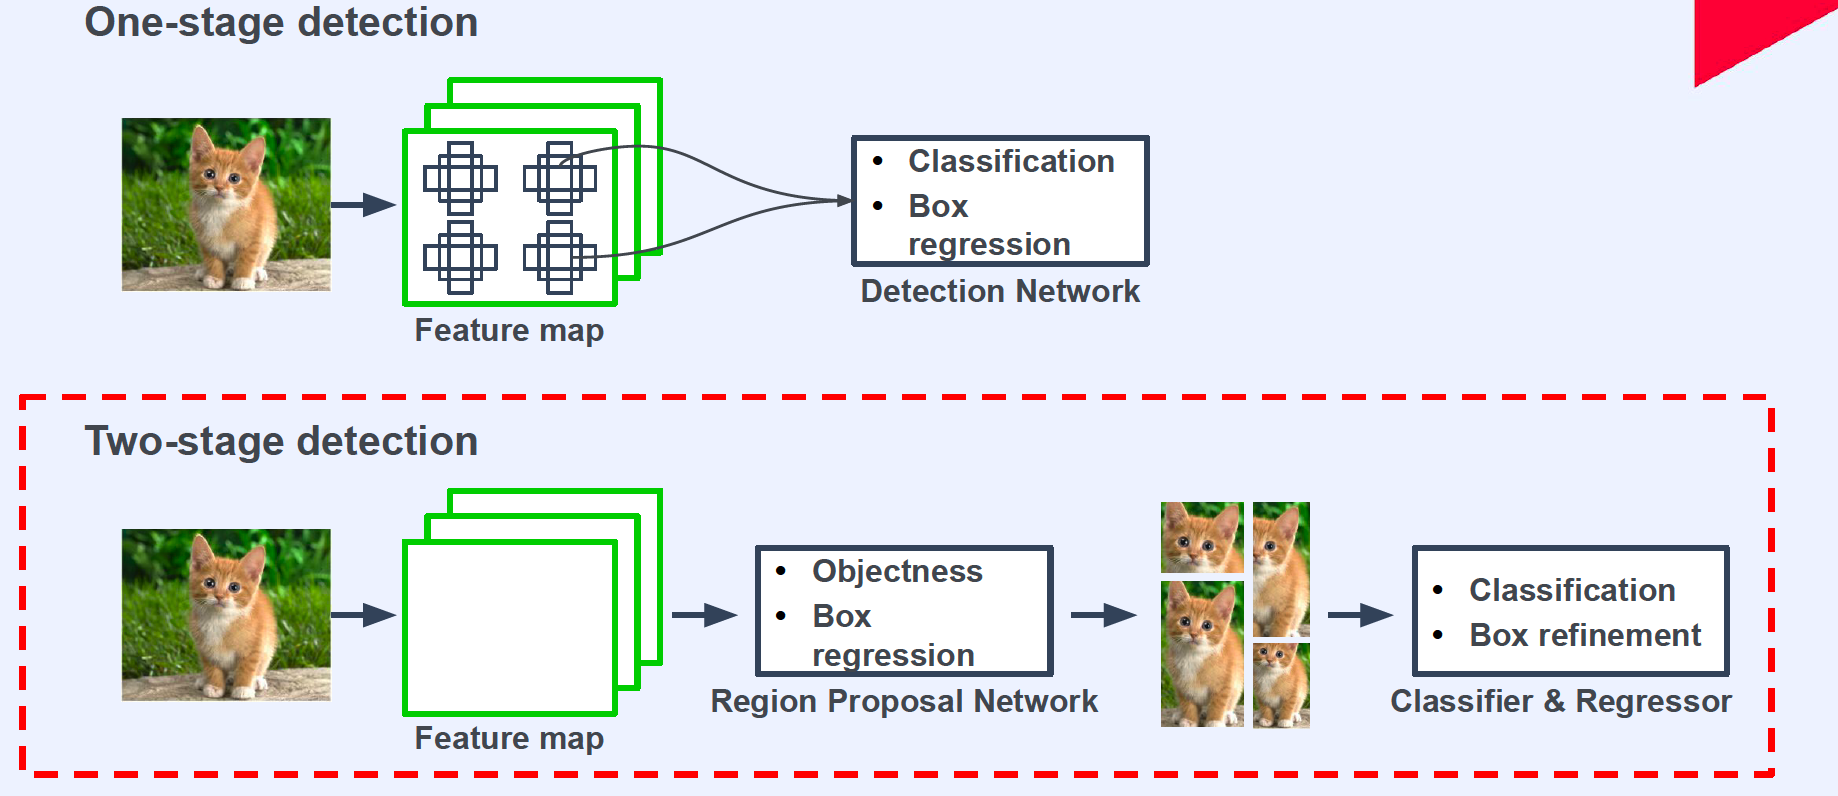 One-stage detection
• Classification
• Box
regression
Feature map
Detection Network
Two-stage detection
• Objectness
• Box
regression
• Classification
• Box refinement
Feature map
Region Proposal Network
Classifier & Regressor